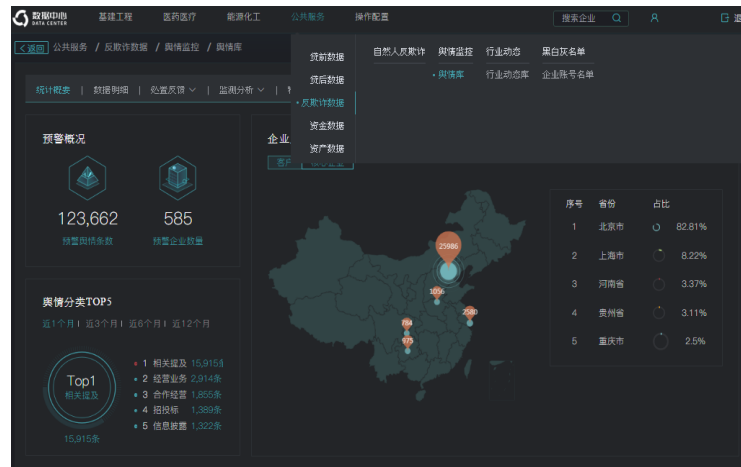 数据中心 基建工程 医药医疗 能源化工 公共服务 操作配置 搜索企业
DATA CENTER
返回 公共服务 / 反欺诈数据 / 舆情监控 / 舆情库
贷前数据 自然人反欺诈 舆情监控 行业动态 黑白灰名单
贷后数据 · 舆情库 行业动态库 企业账号名单
· 反欺诈数据
资金数据
资产数据
统计概表 | 数据明细 | 处置反馈 | 监测分析 |
预警概况
123,662 585
预警舆情条数 预警企业数量
企业
客户
序号 省份 占比
1 北京市 82.81%
2 上海市 8.22%
3 河南省 3.37%
4 贵州省 3.11%
5 重庆市 2.5%
25986
1056
2580
784
975
舆情分类TOP5
近1个月 | 近3个月 | 近6个月 | 近12个月
Top1
相关提及
15,915条
1 相关提及 15,915条
2 经营业务 2,914条
3 合作经营 1,855条
4 招投标 1,389条
5 信息披露 1,322条